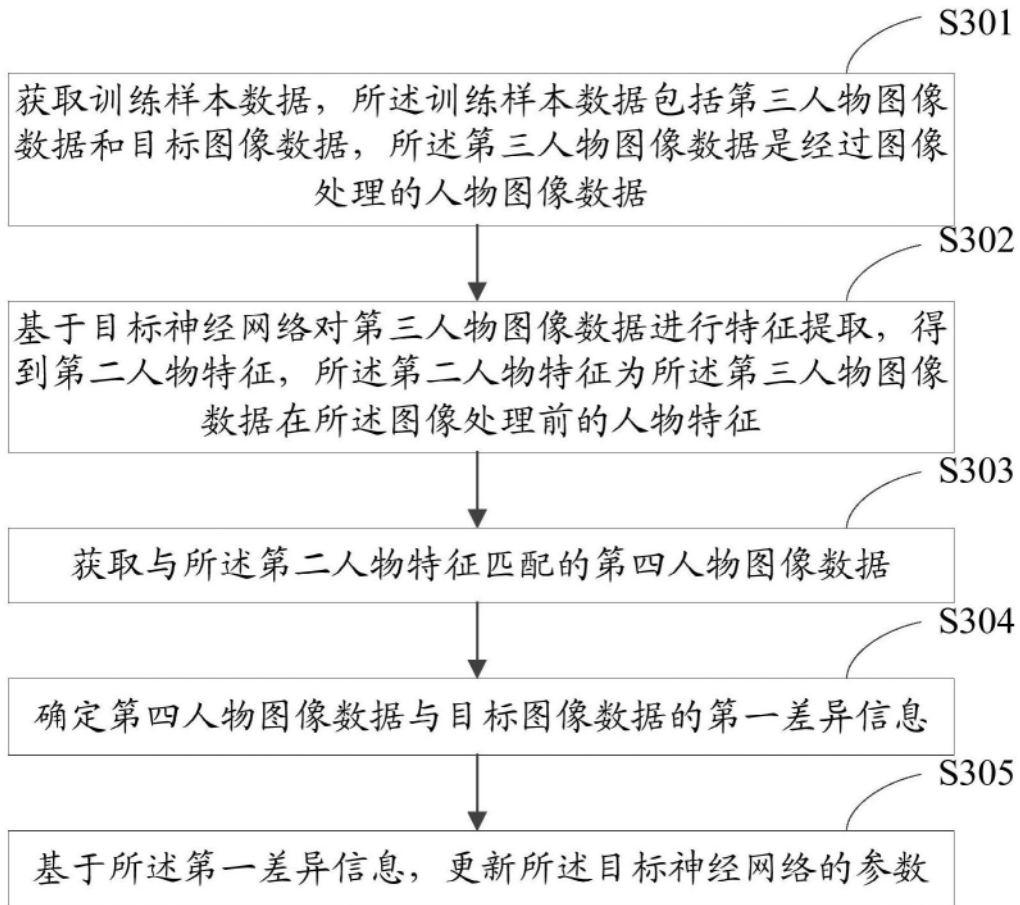 S301
获取训练样本数据，所述训练样本数据包括第三人物图像
数据和目标图像数据，所述第三人物图像数据是经过图像
处理的人物图像数据
S302
基于目标神经网络对第三人物图像数据进行特征提取，得
到第二人物特征，所述第二人物特征为所述第三人物图像
数据在所述图像处理前的人物特征
S303
获取与所述第二人物特征匹配的第四人物图像数据
S304
确定第四人物图像数据与目标图像数据的第一差异信息
S305
基于所述第一差异信息，更新所述目标神经网络的参数